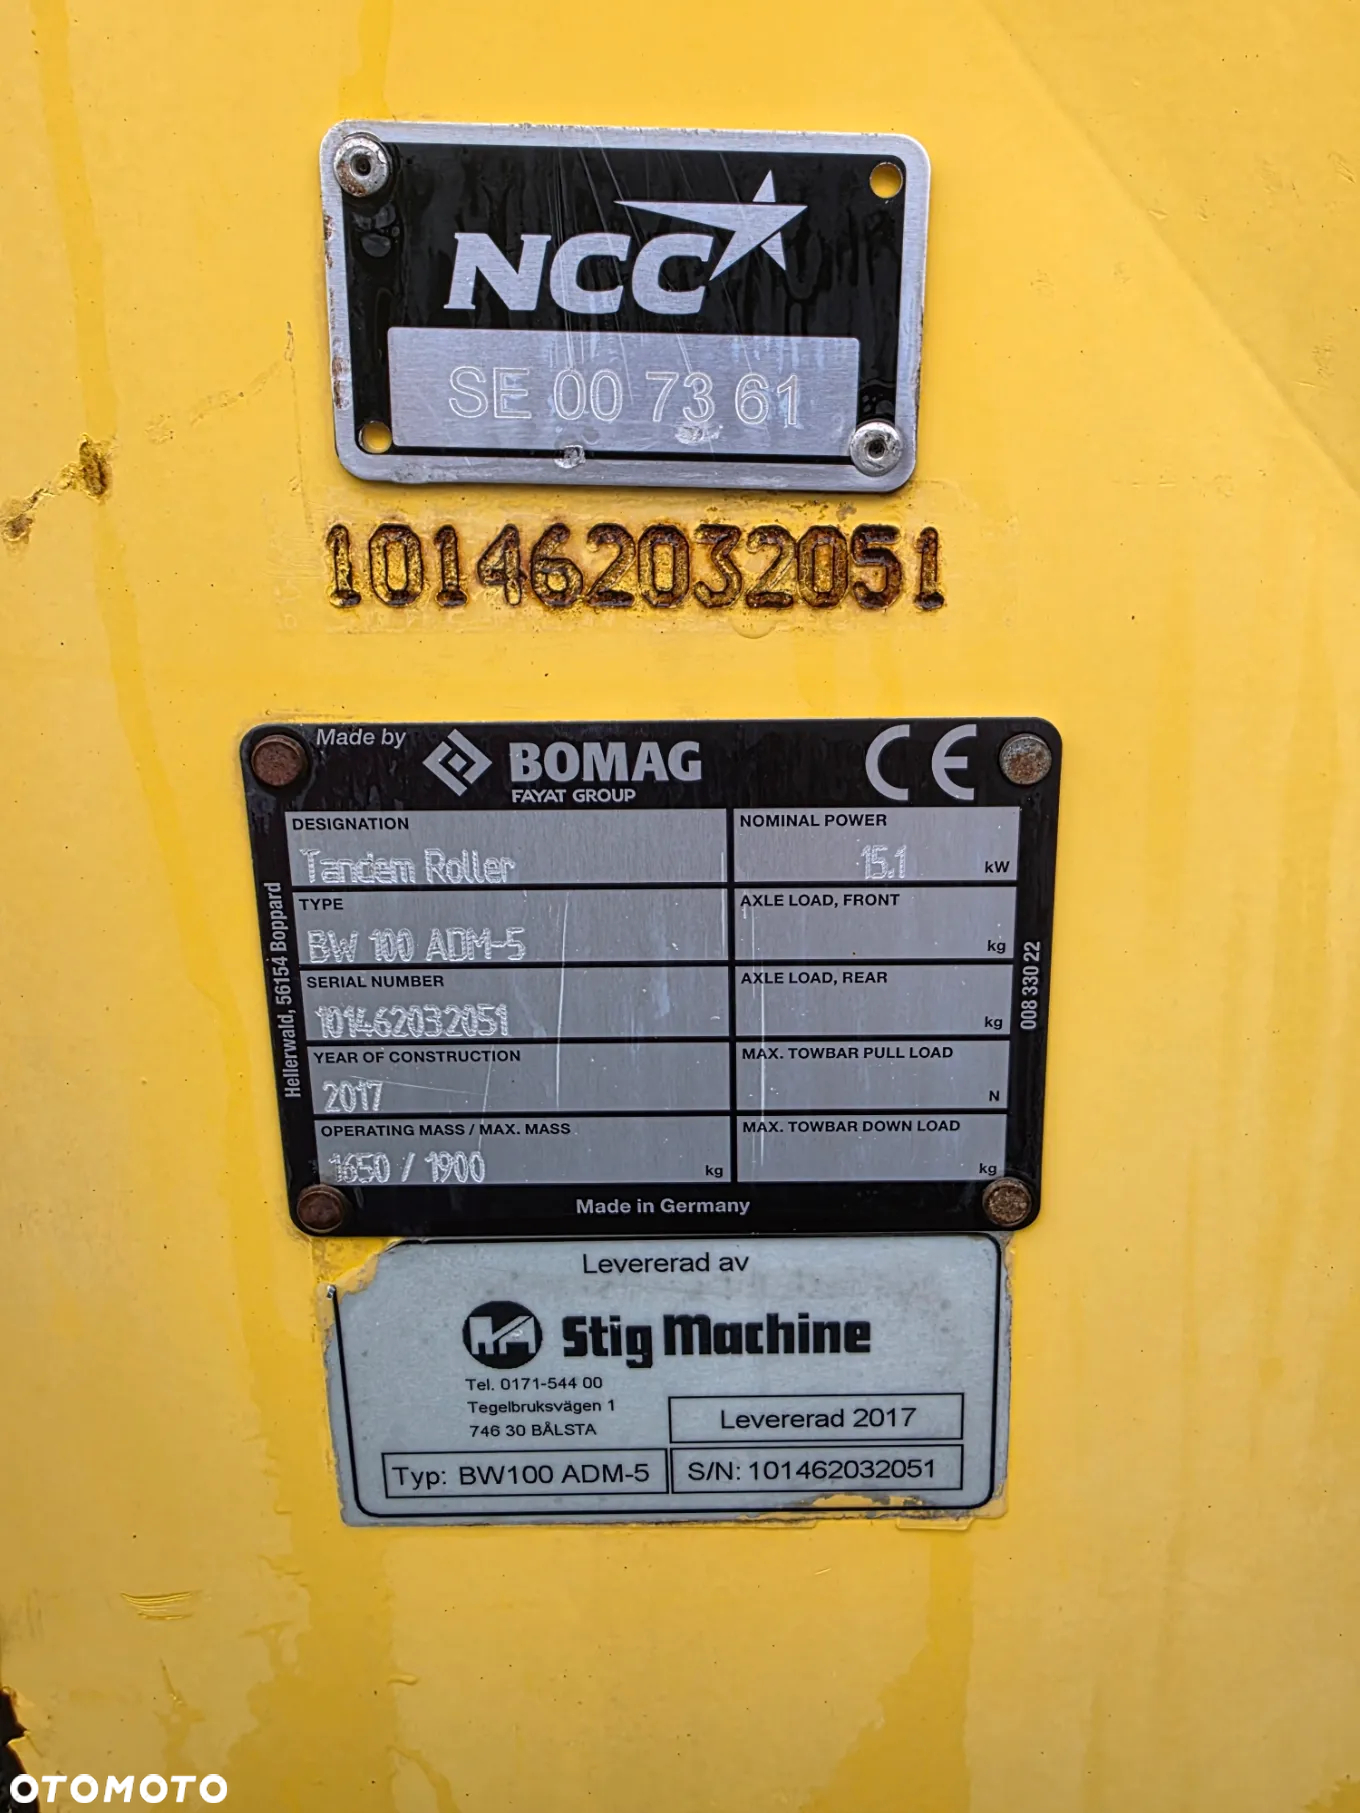 NCC
SE 00 73 61
101462032051
Made by
BOMAG
FAYAT GROUP
CE
DESIGNATION
Tandem Roller
NOMINAL POWER
15.1 kW
TYPE
BW 100 ADM-5
AXLE LOAD, FRONT
kg
SERIAL NUMBER
101462032051
AXLE LOAD, REAR
kg
YEAR OF CONSTRUCTION
2017
MAX. TOWBAR PULL LOAD
N
OPERATING MASS / MAX. MASS
1650 / 1900 kg
MAX. TOWBAR DOWN LOAD
kg
Hellerwald, 56154 Boppard
008 330 22
Made in Germany
Levererad av
Stig Machine
Tel. 0171-544 00
Tegelbruksvägen 1
746 30 BÅLSTA
Levererad 2017
Typ: BW100 ADM-5
S/N: 101462032051
OTOMOTO